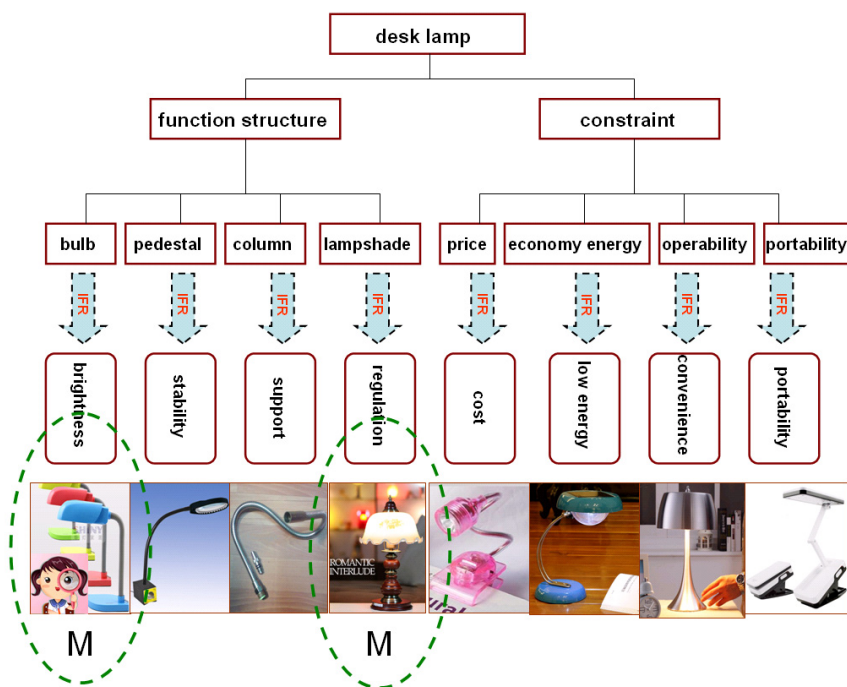 desk lamp
function structure
constraint
bulb
pedestal
column
lampshade
price
economy energy
operability
portability
IFR
IFR
IFR
IFR
IFR
IFR
IFR
IFR
brightness
stability
support
regulation
cost
low energy
convenience
portability
ROMANTIC
INTERLUDE
M
M